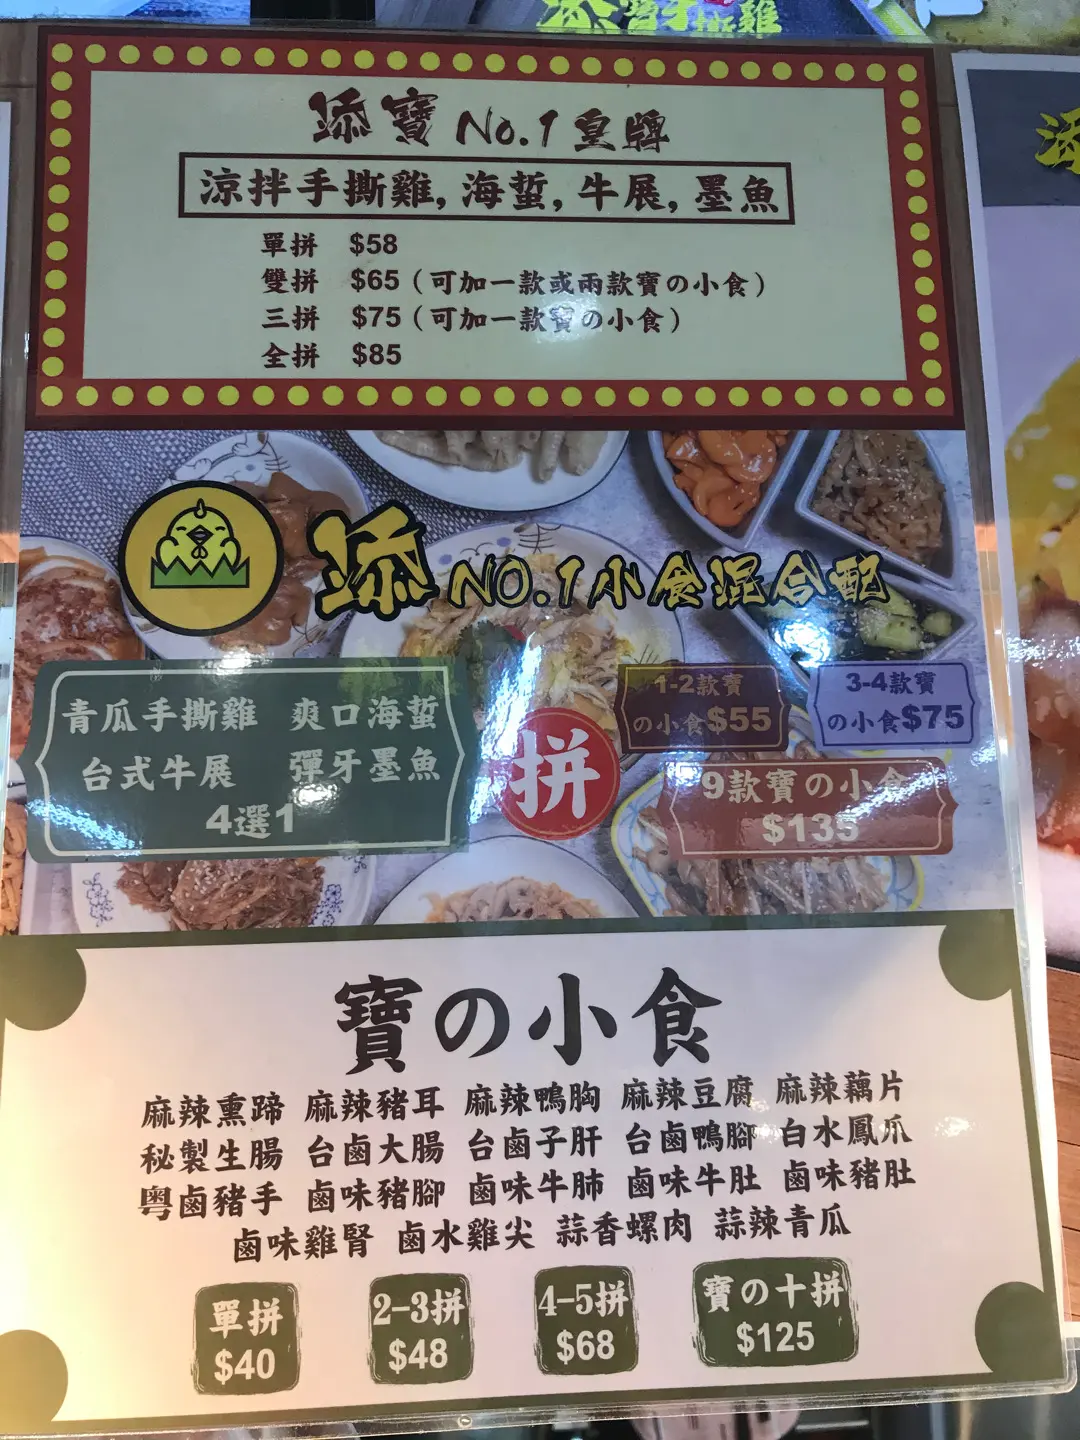 添寶 No.1 皇牌
涼拌手撕雞, 海蜇, 牛展, 墨魚
單拼 $58
雙拼 $65 (可加一款或兩款寶の小食)
三拼 $75 (可加一款寶の小食)
全拼 $85
添 NO.1小食混合配
青瓜手撕雞 爽口海蜇
台式牛展 彈牙墨魚
4選1
拼
1-2款寶
の小食$55
3-4款寶
の小食$75
9款寶の小食
$135
寶の小食
麻辣熏蹄 麻辣豬耳 麻辣鴨胸 麻辣豆腐 麻辣藕片
秘製生腸 台鹵大腸 台鹵子肝 台鹵鴨腳 白水鳳爪
粵鹵豬手 鹵味豬腳 鹵味牛肺 鹵味牛肚 鹵味豬肚
鹵味雞腎 鹵水雞尖 蒜香螺肉 蒜辣青瓜
單拼
$40
2-3拼
$48
4-5拼
$68
寶の十拼
$125